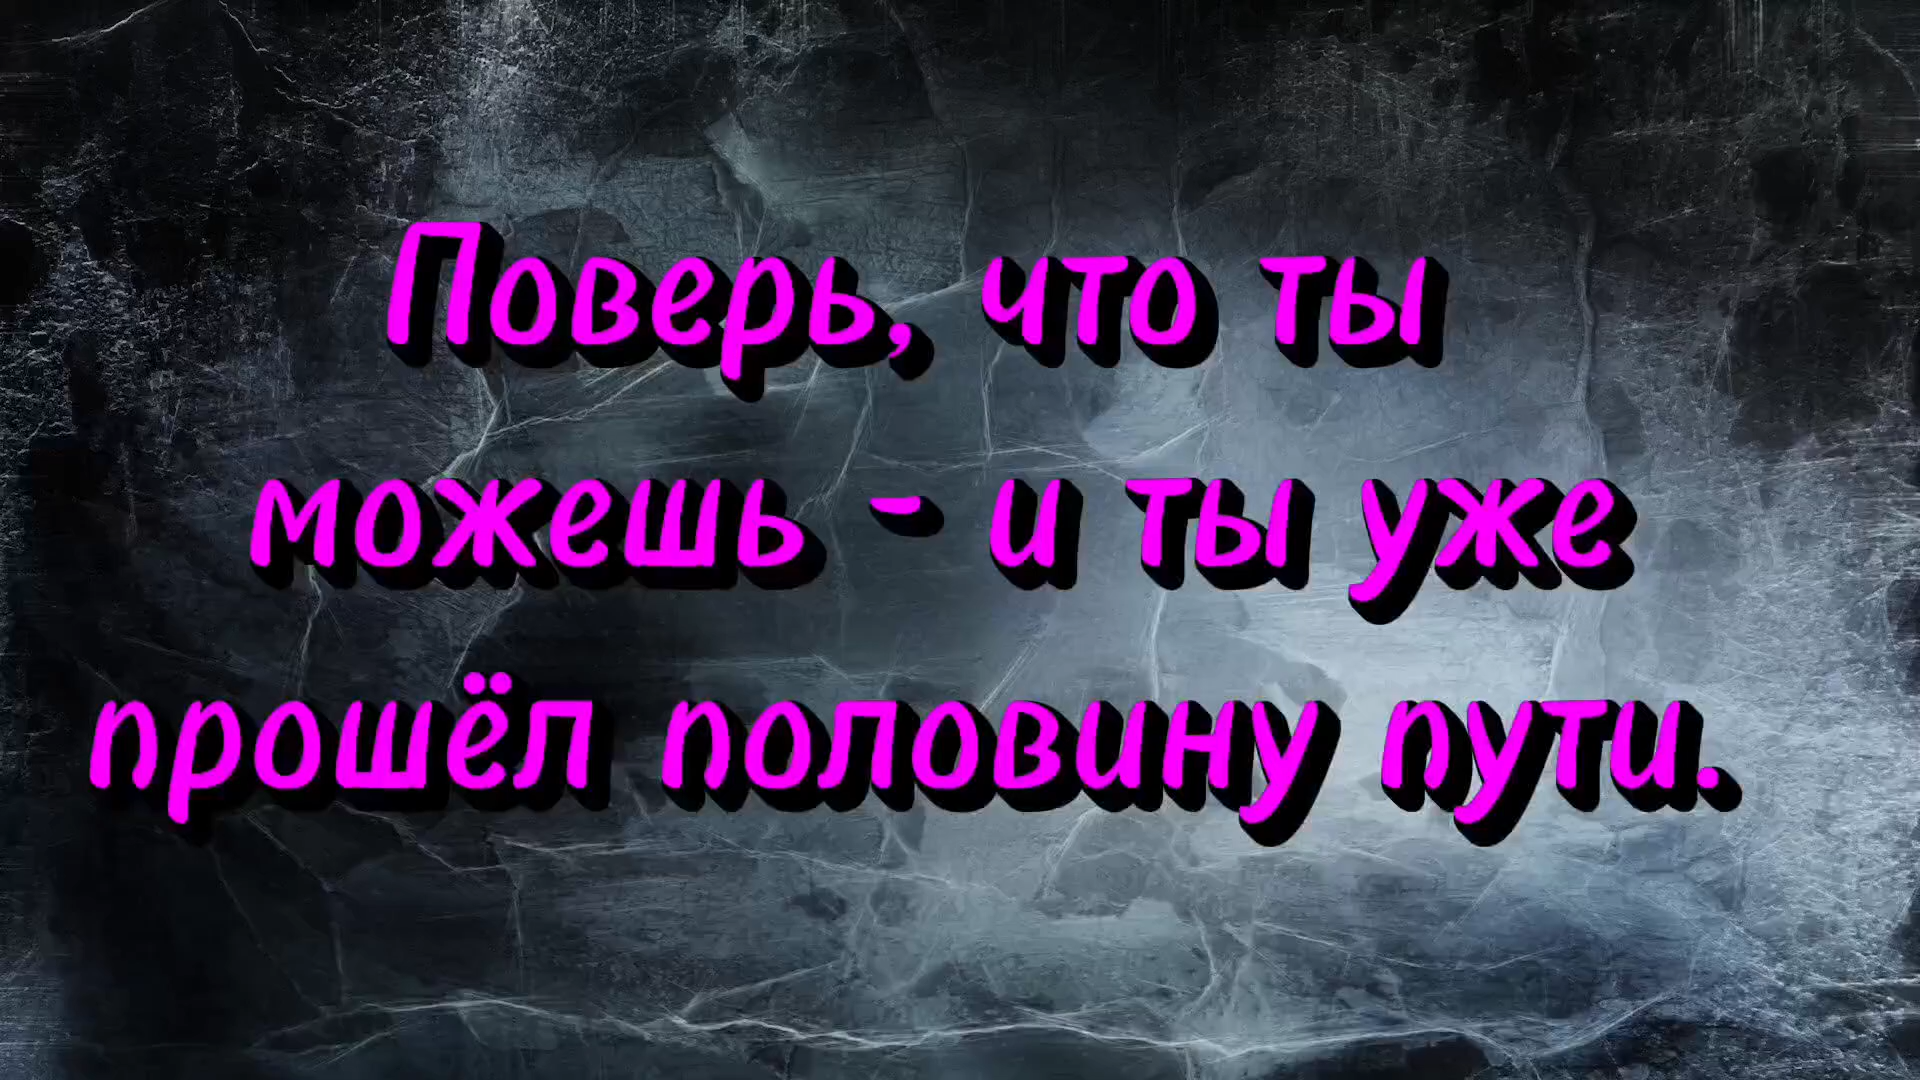 Поверь, что ты
можешь - и ты уже
прошёл половину пути.